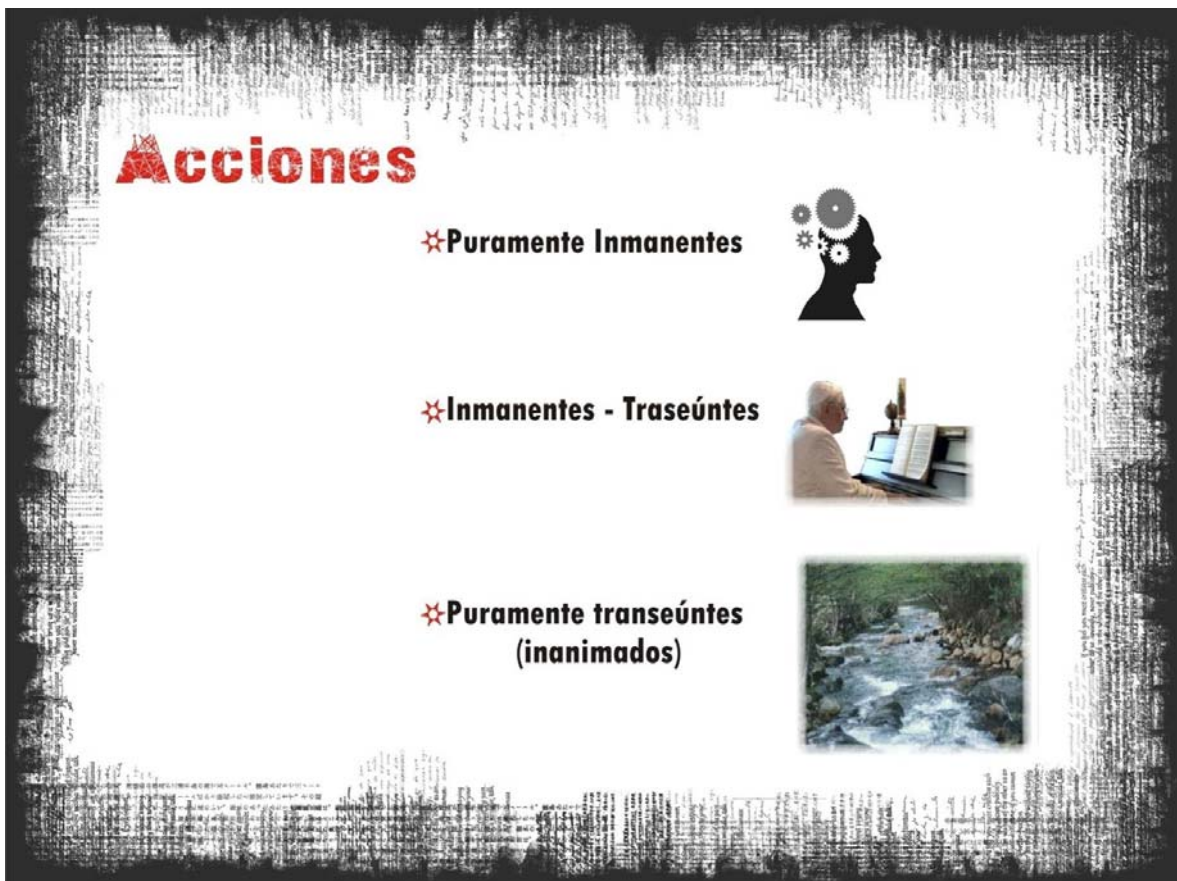 Acciones
Puramente Inmanentes
Inmanentes - Traseúntes
Puramente transeúntes
(inanimados)